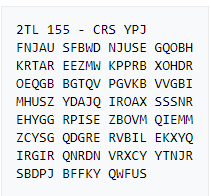 2TL 155 - CRS YPJ
FNJAU SFBWD NJUSE GQOBH
KRTAR EEZMW KPPRB XOHDR
OEQGB BGTQV PGVKB VVGBI
MHUSZ YDAJQ IROAX SSSNR
EHYGG RPISE ZBOVM QIEMM
ZCYSG QDGRE RVBIL EKXYQ
IRGIR QNRDN VRXCY YTNJR
SBDPJ BFFKY QWFUS